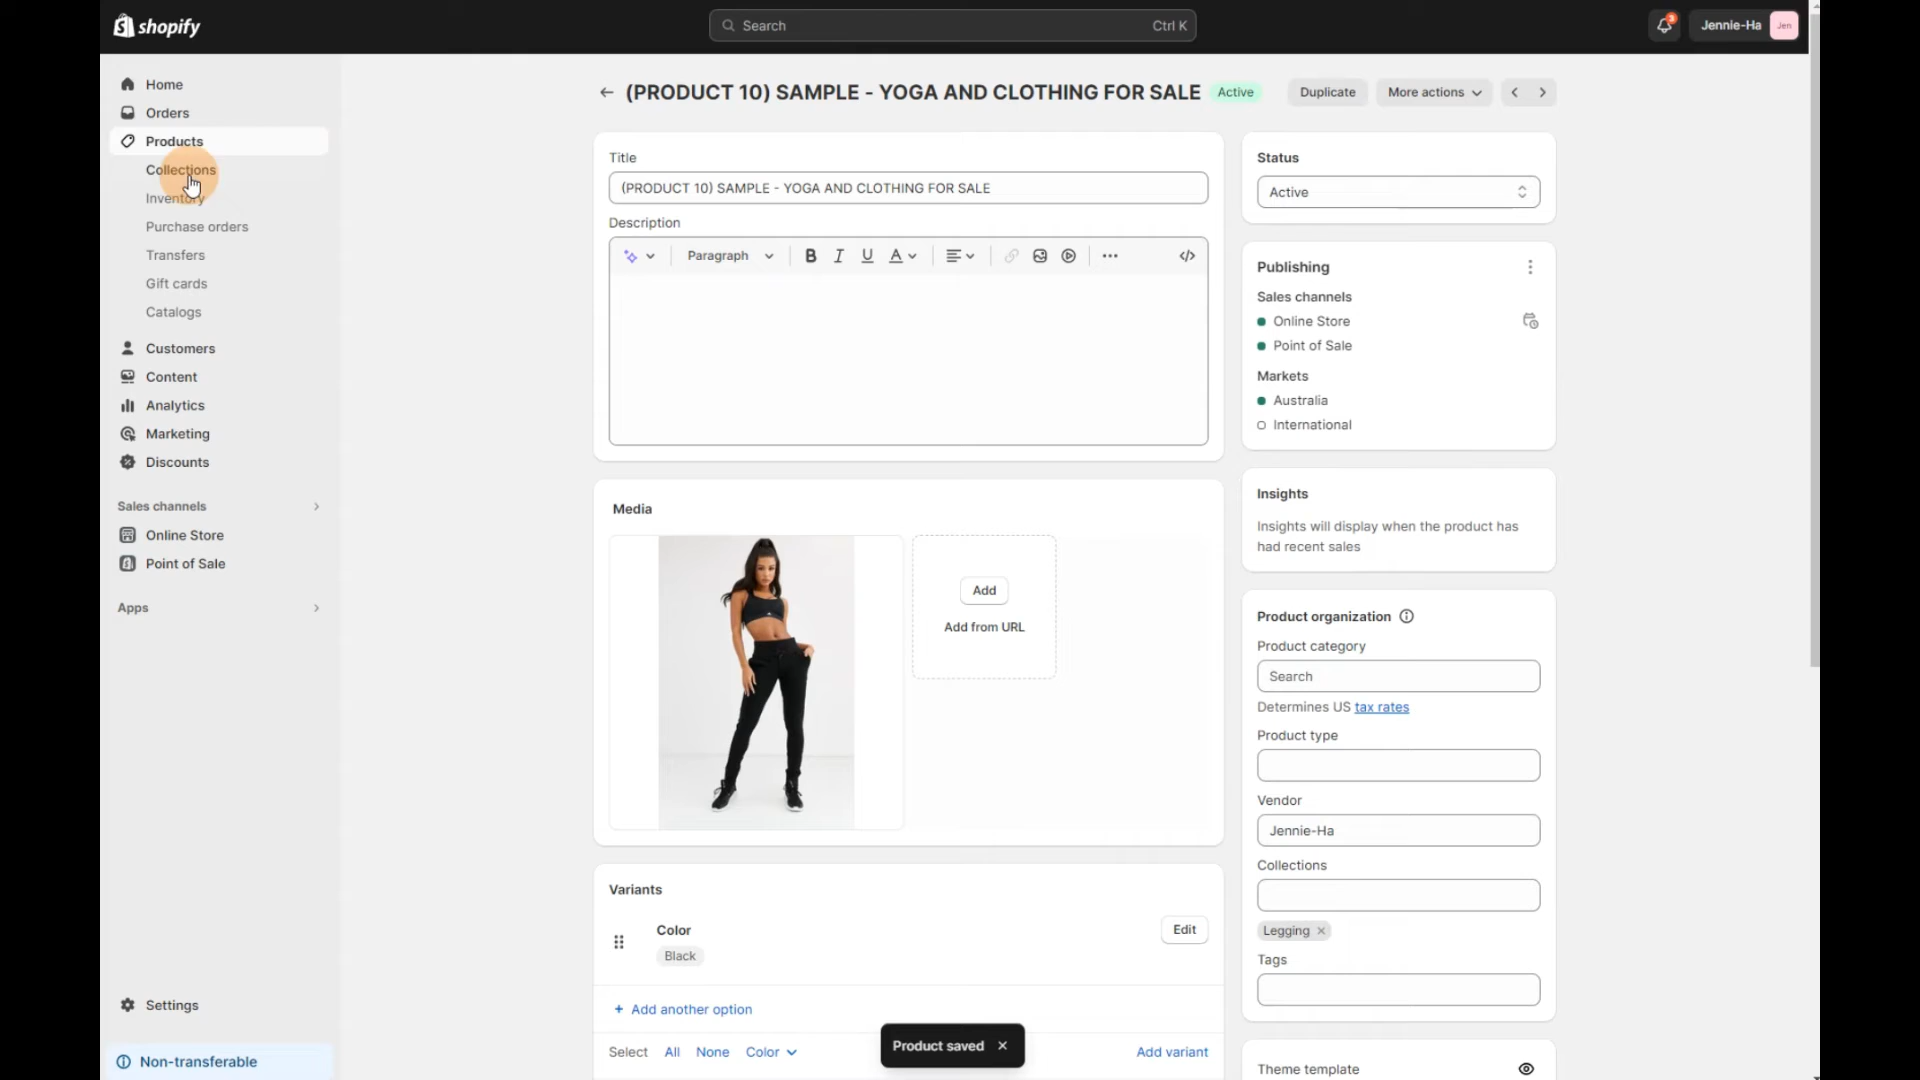 shopify
Search
Ctrl K
3
Jennie-Ha
Jen
Home
Orders
Products
Collections
Inventory
Purchase orders
Transfers
Gift cards
Catalogs
Customers
Content
Analytics
Marketing
Discounts
Sales channels
Online Store
Point of Sale
Apps
Settings
Non-transferable
(PRODUCT 10) SAMPLE - YOGA AND CLOTHING FOR SALE
Active
Duplicate
More actions
Title
(PRODUCT 10) SAMPLE - YOGA AND CLOTHING FOR SALE
Description
Paragraph
B I U A
Media
Add
Add from URL
Variants
Color
Edit
Black
+ Add another option
Select All None Color
Add variant
Product saved
Status
Active
Publishing
Sales channels
Online Store
Point of Sale
Markets
Australia
International
Insights
Insights will display when the product has
had recent sales
Product organization
Product category
Search
Determines US tax rates
Product type
Vendor
Jennie-Ha
Collections
Legging
Tags
Theme template